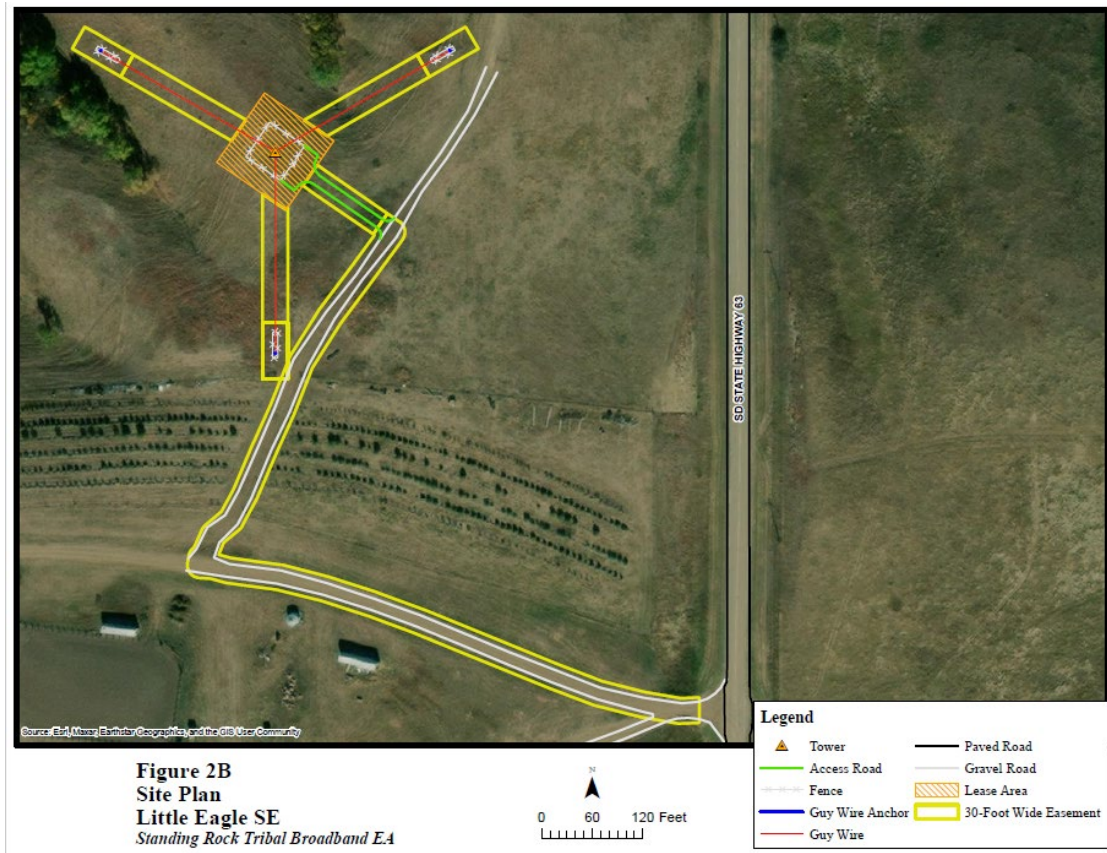 SD STATE HIGHWAY 63
Source: Esri, Maxar, Earthstar Geographics, and the GIS User Community
Figure 2B
Site Plan
Little Eagle SE
Standing Rock Tribal Broadband EA
N
0 60 120 Feet
Legend
Tower
Access Road
Fence
Guy Wire Anchor
Guy Wire
Paved Road
Gravel Road
Lease Area
30-Foot Wide Easement